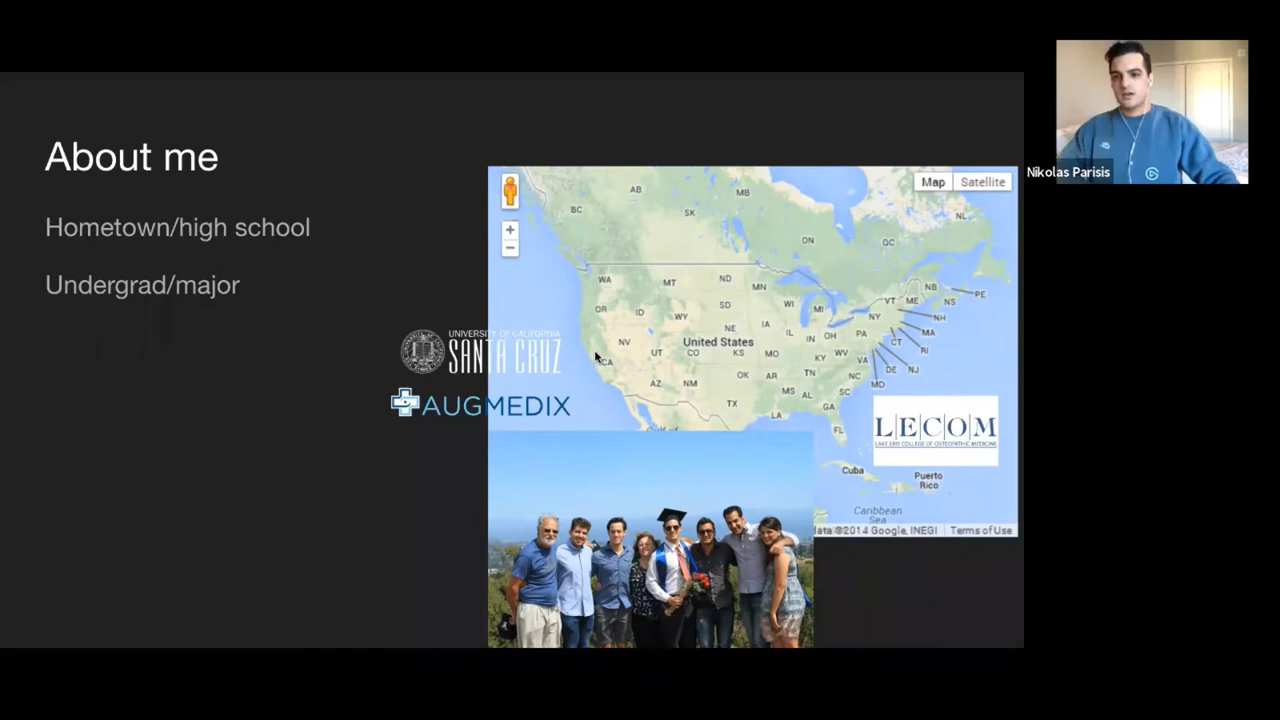 About me
Hometown/high school
Undergrad/major
Nikolas Parisis
Map
Satellite
+
−
AB
MB
BC
SK
NL
ON
QC
WA
MT
ND
MN
NB
PE
NS
VT
ME
OR
ID
SD
WI
MI
NY
NH
WY
MA
NE
IA
IL
IN
OH
PA
CT
RI
NV
UT
United States
CO
KS
MO
KY
WV
VA
DE
NJ
MD
CA
AZ
NM
OK
AR
TN
NC
SC
MS
AL
GA
TX
LA
FL
Gulf of
UNIVERSITY OF CALIFORNIA
SANTA CRUZ
AUGMEDIX
LECOM
LAKE ERIE COLLEGE OF OSTEOPATHIC MEDICINE
Cuba
Puerto
Rico
Caribbean
Sea
data ©2014 Google, INEGI
Terms of Use